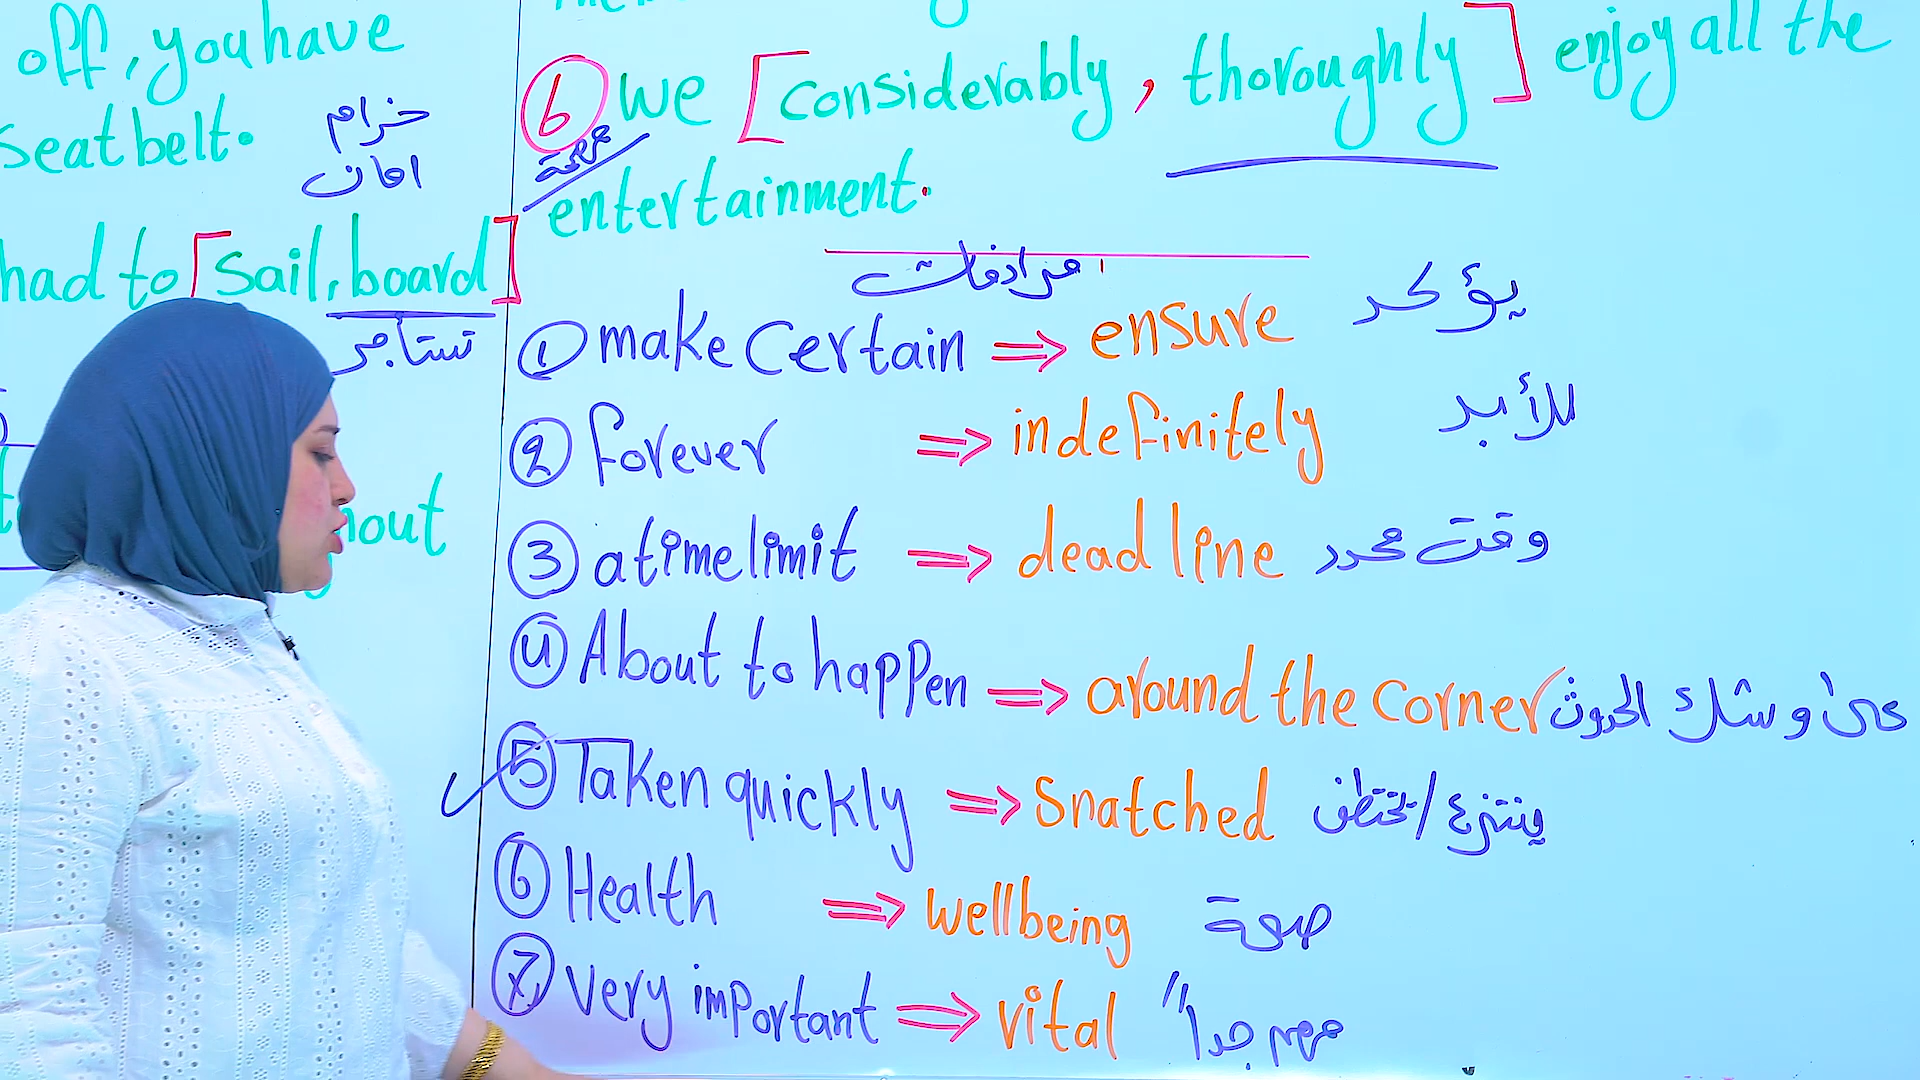 off, you have
seat belt. حزام
امان
had to [sail, board]
تستأجر
hout
6 We [considerably, thoroughly] enjoy all the
entertainment.
مرادفات
1 make certain ⇒ ensure يؤكد
2 forever ⇒ indefinitely للأبد
3 a time limit ⇒ dead line وقت محدد
4 About to happen ⇒ around the corner على وشك الحدوث
5 Taken quickly ⇒ Snatched ينتزع / يختطف
6 Health ⇒ wellbeing صحة
7 very important ⇒ vital مهم جداً